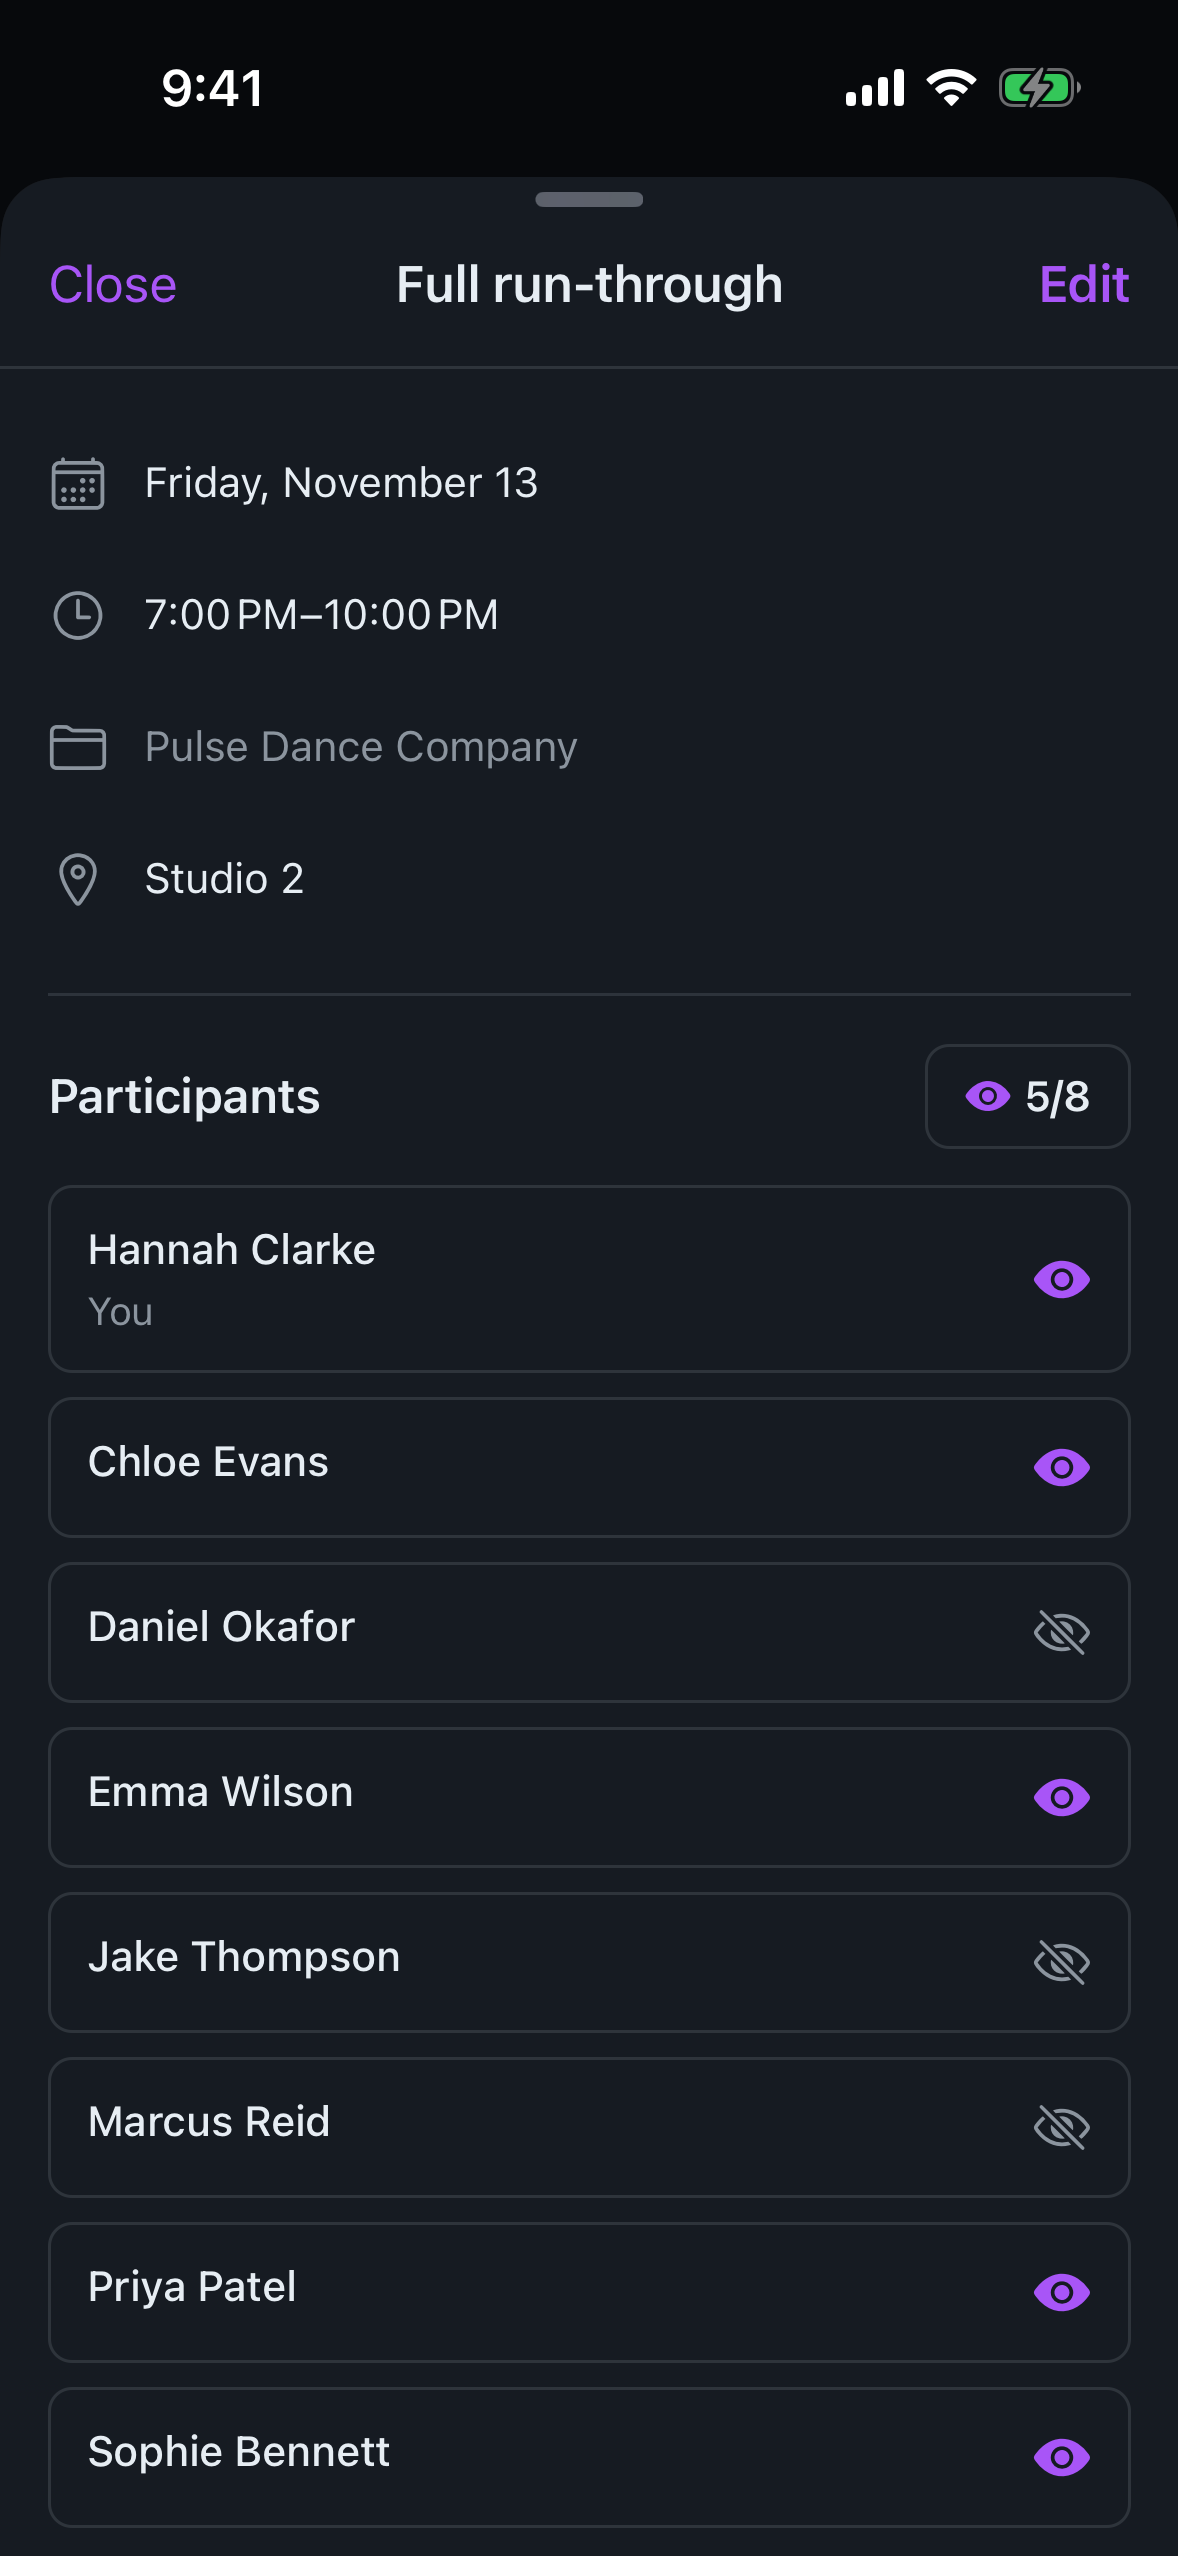 9:41
Close
Full run-through
Edit
Friday, November 13
7:00 PM–10:00 PM
Pulse Dance Company
Studio 2
Participants
5/8
Hannah Clarke
You
Chloe Evans
Daniel Okafor
Emma Wilson
Jake Thompson
Marcus Reid
Priya Patel
Sophie Bennett